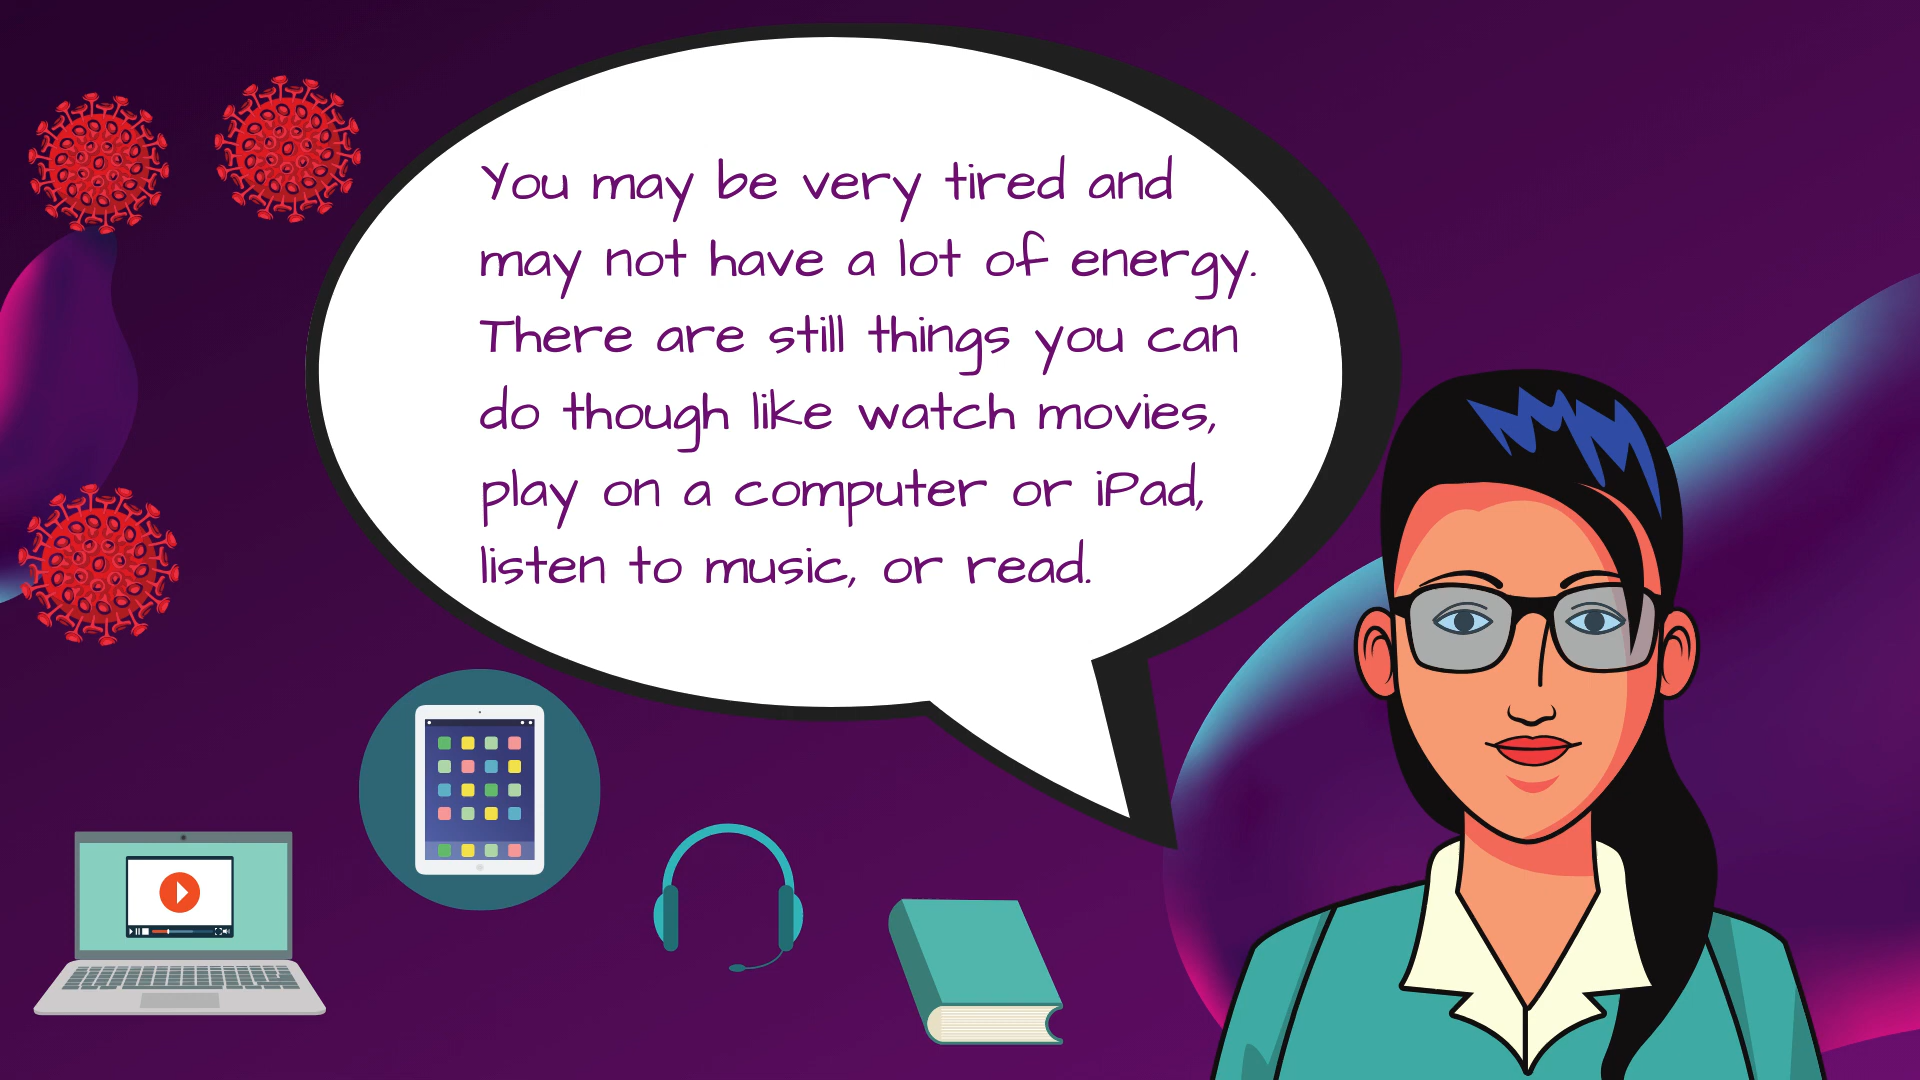 You may be very tired and
may not have a lot of energy.
There are still things you can
do though like watch movies,
play on a computer or iPad,
listen to music, or read.